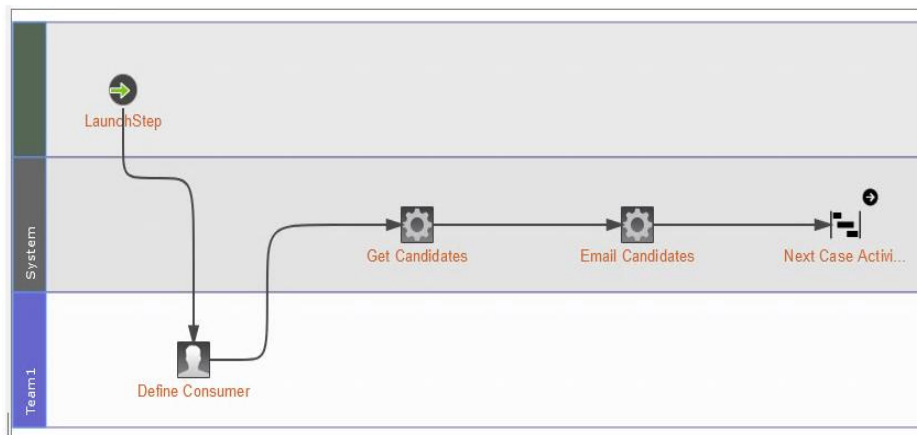 LaunchStep
System
Get Candidates
Email Candidates
Next Case Activi...
Team1
Define Consumer